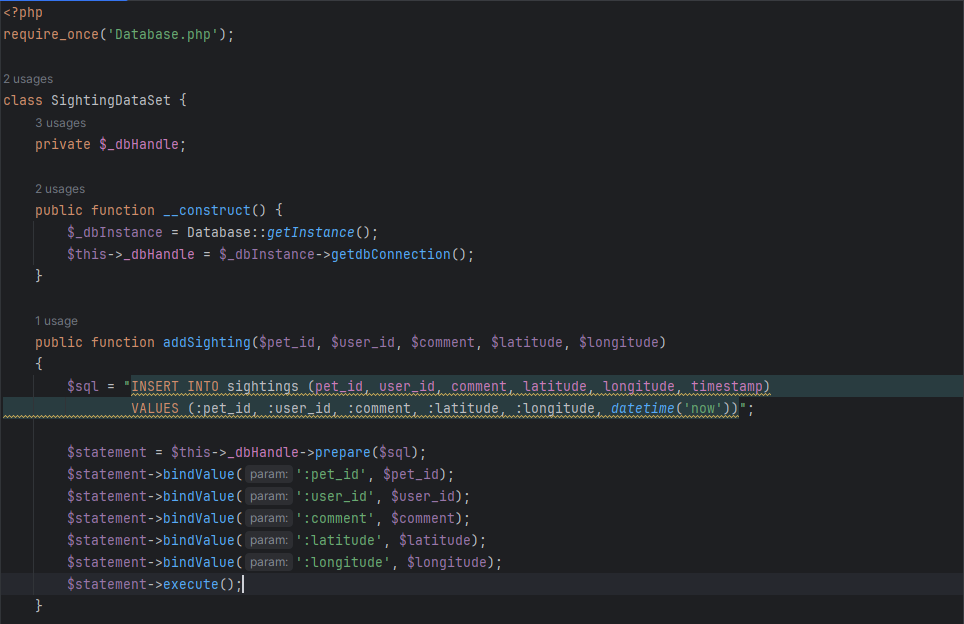 <?php
require_once('Database.php');
2 usages
class SightingDataSet {
3 usages
private $_dbHandle;
2 usages
public function __construct() {
$_dbInstance = Database::getInstance();
$this->_dbHandle = $_dbInstance->getdbConnection();
}
1 usage
public function addSighting($pet_id, $user_id, $comment, $latitude, $longitude)
{
$sql = "INSERT INTO sightings (pet_id, user_id, comment, latitude, longitude, timestamp)
VALUES (:pet_id, :user_id, :comment, :latitude, :longitude, datetime('now'))";
$statement = $this->_dbHandle->prepare($sql);
$statement->bindValue( param: ':pet_id', $pet_id);
$statement->bindValue( param: ':user_id', $user_id);
$statement->bindValue( param: ':comment', $comment);
$statement->bindValue( param: ':latitude', $latitude);
$statement->bindValue( param: ':longitude', $longitude);
$statement->execute();
}